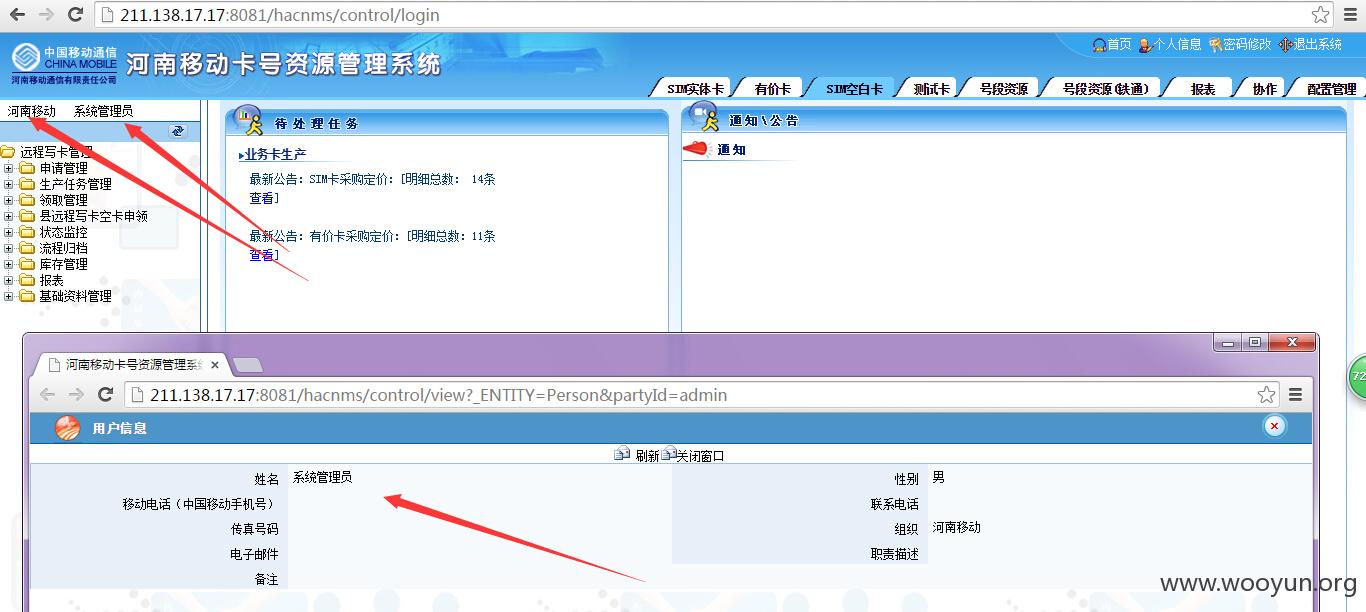 211.138.17.17:8081/hacnms/control/login
中国移动通信
CHINA MOBILE
河南移动通信有限责任公司
河南移动卡号资源管理系统
首页 个人信息 密码修改 退出系统
SIM实体卡 有价卡 SIM空白卡 测试卡 号段资源 号段资源(铁通) 报表 协作 配置管理
河南移动 系统管理员
远程写卡管理
申请管理
生产任务管理
领取管理
县远程写卡空卡申领
状态监控
流程归档
库存管理
报表
基础资料管理
待处理任务
业务卡生产
最新公告：SIM卡采购定价：[明细总数： 14条
查看]
最新公告：有价卡采购定价：[明细总数：11条
查看]
通知\公告
通知
72
河南移动卡号资源管理系
211.138.17.17:8081/hacnms/control/view?_ENTITY=Person&partyId=admin
用户信息
刷新 关闭窗口
姓名 系统管理员 性别 男
移动电话（中国移动手机号） 联系电话
传真号码 组织 河南移动
电子邮件 职责描述
备注
www.wooyun.org